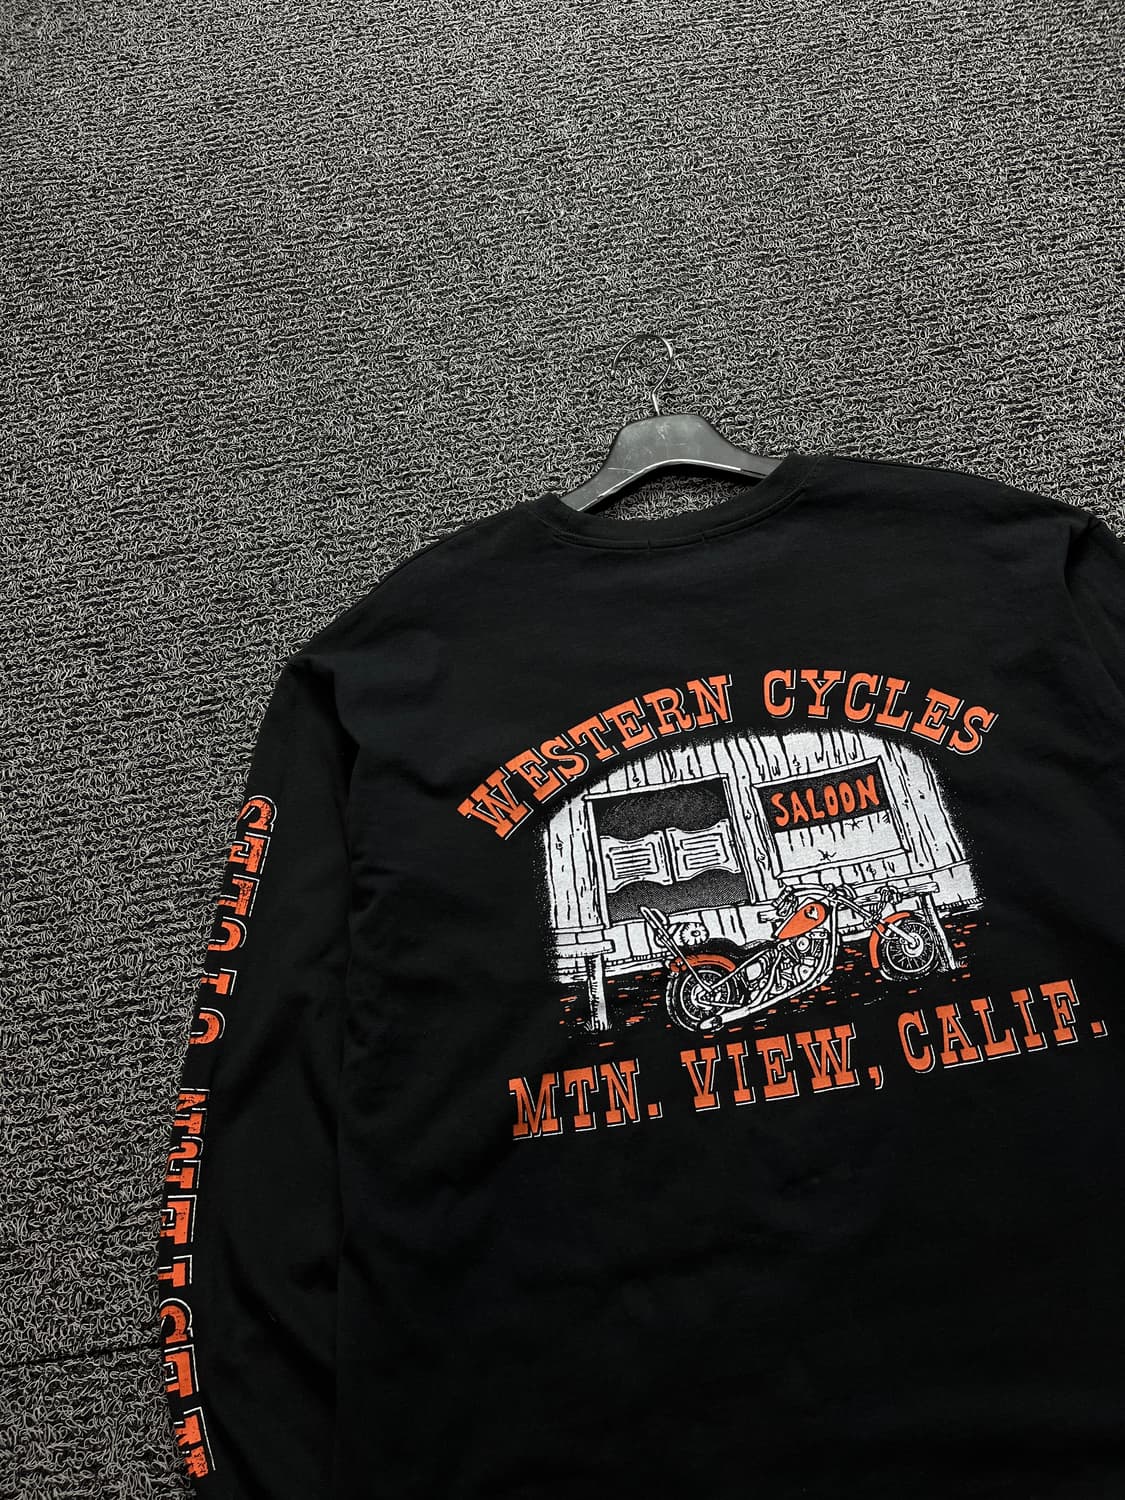 WESTERN CYCLES
SALOON
MTN. VIEW, CALIF.
WESTERN CYCLES